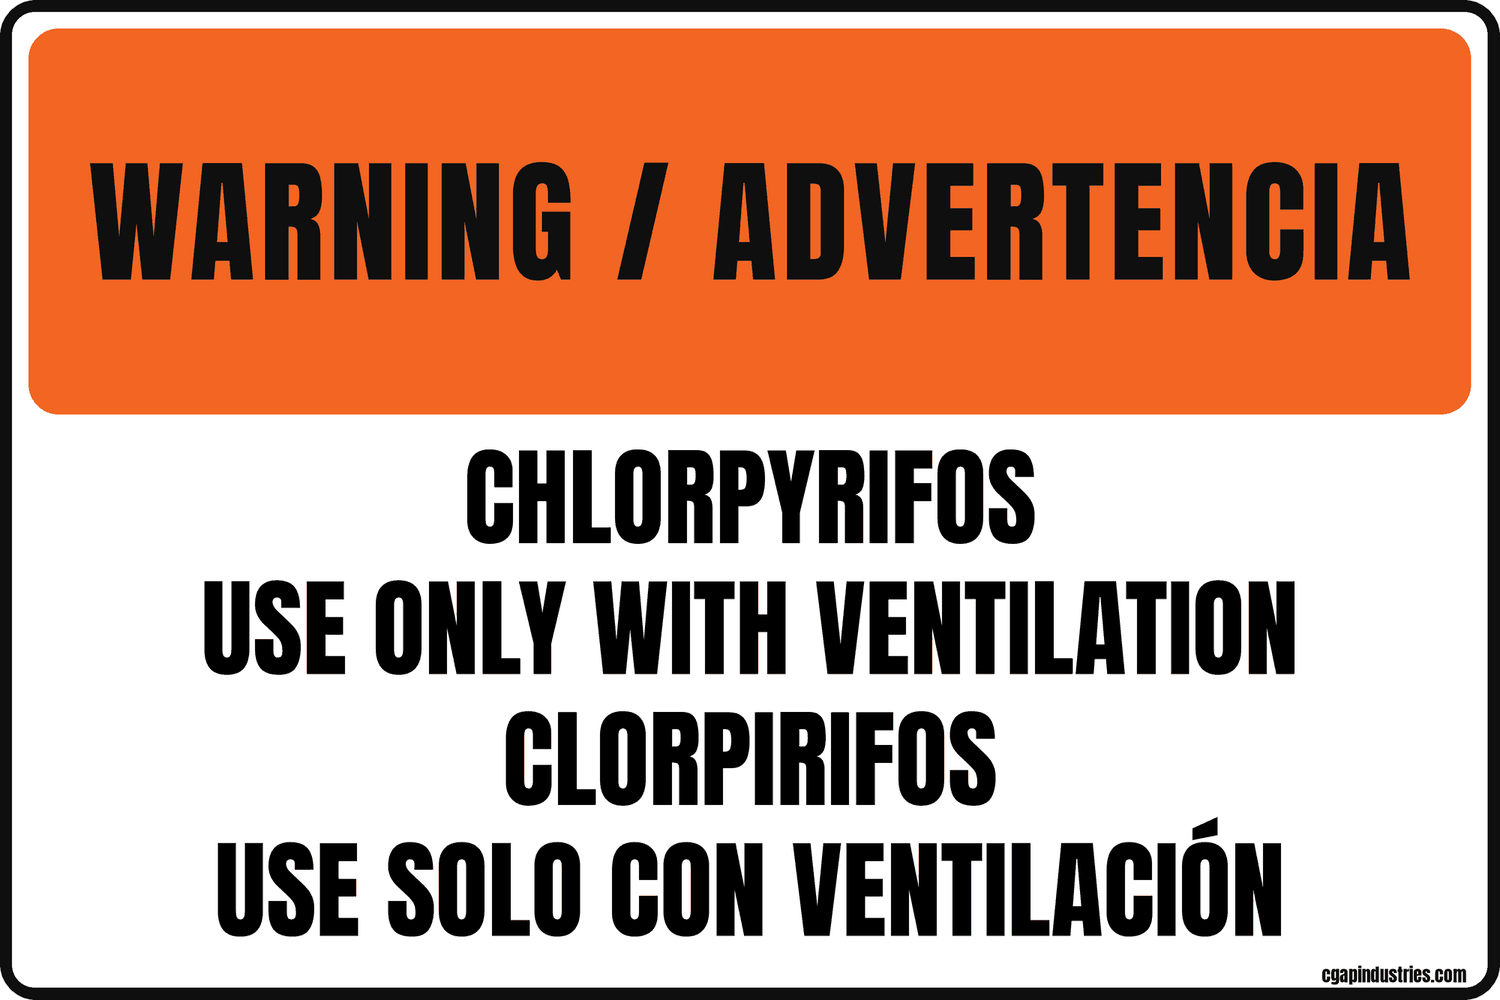 WARNING / ADVERTENCIA
CHLORPYRIFOS
USE ONLY WITH VENTILATION
CLORPIRIFOS
USE SOLO CON VENTILACIÓN
cgapindustries.com